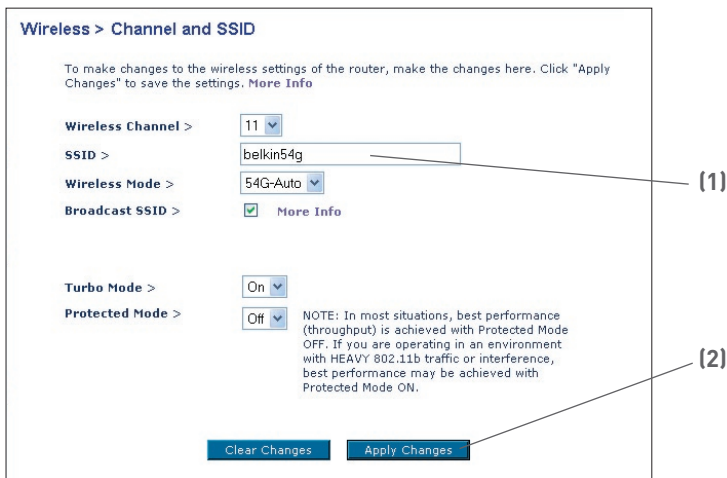 Wireless > Channel and SSID
To make changes to the wireless settings of the router, make the changes here. Click "Apply
Changes" to save the settings. More Info
Wireless Channel > 11
SSID > belkin54g
(1)
Wireless Mode > 54G-Auto
Broadcast SSID > More Info
Turbo Mode > On
Protected Mode > Off
NOTE: In most situations, best performance
(throughput) is achieved with Protected Mode
OFF. If you are operating in an environment
with HEAVY 802.11b traffic or interference,
best performance may be achieved with
Protected Mode ON.
(2)
Clear Changes Apply Changes